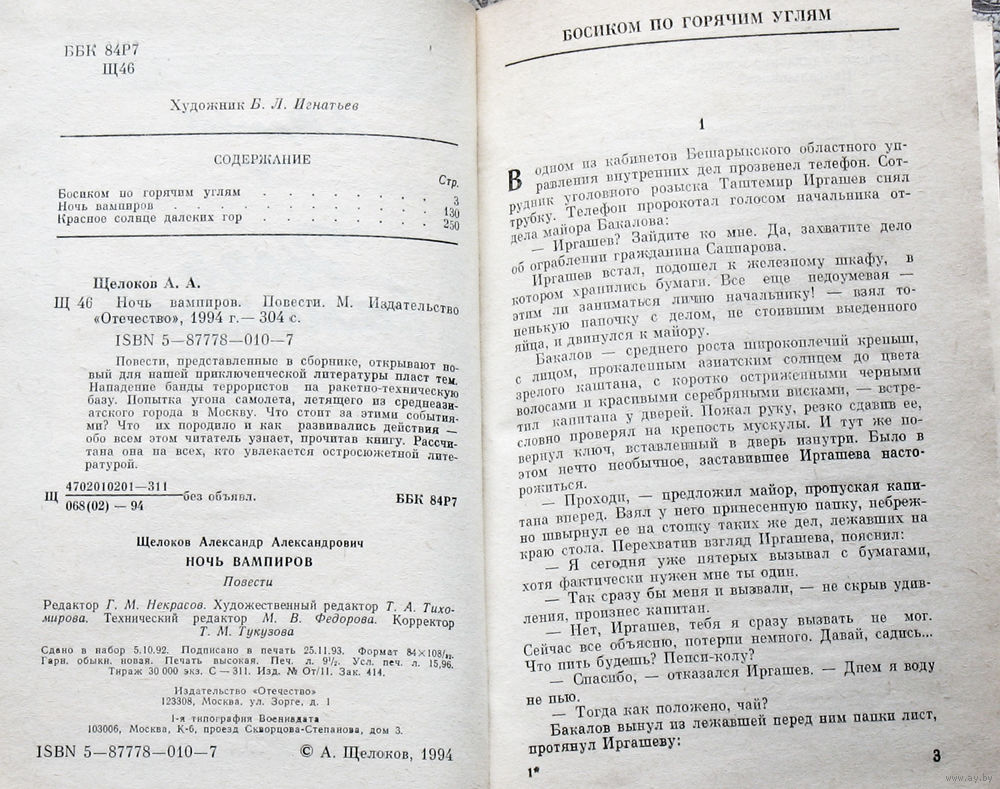 ББК 84Р7
Щ46
Художник Б. Л. Игнатьев
СОДЕРЖАНИЕ
Стр.
Босиком по горячим углям . . . . . . . . 3
Ночь вампиров . . . . . . . . . . 130
Красное солнце далеких гор . . . . . . . 250
Щелоков А. А.
Щ 46 Ночь вампиров. Повести. М. Издательство
«Отечество», 1994 г.— 304 с.
ISBN 5—87778—010—7
Повести, представленные в сборнике, открывают но-
вый для нашей приключенческой литературы пласт тем.
Нападение банды террористов на ракетно-техническую
базу. Попытка угона самолета, летящего из среднеази-
атского города в Москву. Что стоит за этими события-
ми? Что их породило и как развивались действия —
обо всем этом читатель узнает, прочитав книгу. Рассчи-
тана она на всех, кто увлекается остросюжетной лите-
ратурой.
Щ 4702010201—311
068(02) — 94 без объявл.
ББК 84Р7
Щелоков Александр Александрович
НОЧЬ ВАМПИРОВ
Повести
Редактор Г. М. Некрасов. Художественный редактор Т. А. Тихо-
мирова. Технический редактор М. В. Федорова. Корректор
Т. М. Тукузова
Сдано в набор 5.10.92. Подписано в печать 25.11.93. Формат 84×108/₃₂.
Гарн. обыкн. новая. Печать высокая. Печ. л. 9½. Усл. печ. л. 15,96.
Тираж 30 000 экз. С—311. Изд. № От/11. Зак. 414.
Издательство «Отечество»
123308, Москва, ул. Зорге, д. 1
1-я типография Воениздата
103006, Москва, К-6, проезд Скворцова-Степанова, дом 3.
ISBN 5—87778—010—7 © А. Щелоков, 1994
БОСИКОМ ПО ГОРЯЧИМ УГЛЯМ
1
В одном из кабинетов Бешарыкского областного уп-
равления внутренних дел прозвенел телефон. Сот-
рудник уголовного розыска Таштемир Иргашев снял
трубку. Телефон пророкотал голосом начальника от-
дела майора Бакалова:
— Иргашев? Зайдите ко мне. Да, захватите дело
об ограблении гражданина Саппарова.
Иргашев встал, подошел к железному шкафу, в
котором хранились бумаги. Все еще недоумевая —
этим ли заниматься лично начальнику! — взял то-
ненькую папочку с делом, не стоившим выеденного
яйца, и двинулся к майору.
Бакалов — среднего роста широкоплечий крепыш,
с лицом, прокаленным азиатским солнцем до цвета
зрелого каштана, с коротко остриженными черными
волосами и красивыми серебряными висками, — встре-
тил капитана у дверей. Пожал руку, резко сдавив ее,
словно проверял на крепость мускулы. И тут же по-
вернул ключ, вставленный в дверь изнутри. Было в
этом нечто необычное, заставившее Иргашева насто-
рожиться.
— Проходи, — предложил майор, пропуская капи-
тана вперед. Взял у него принесенную папку, небреж-
но швырнул ее на стопку таких же дел, лежавших на
краю стола. Перехватив взгляд Иргашева, пояснил:
— Я сегодня уже пятерых вызывал с бумагами,
хотя фактически нужен мне ты один.
— Так сразу бы меня и вызвали, — не скрыв удив-
ления, произнес капитан.
— Нет, Иргашев, тебя я сразу вызвать не мог.
Сейчас все объясню, потерпи немного. Давай, садись...
Что пить будешь? Пепси-колу?
— Спасибо, — отказался Иргашев. — Днем я воду
не пью.
— Тогда как положено, чай?
Бакалов вынул из лежавшей перед ним папки лист,
протянул Иргашеву:
1*
3
www.ay.by